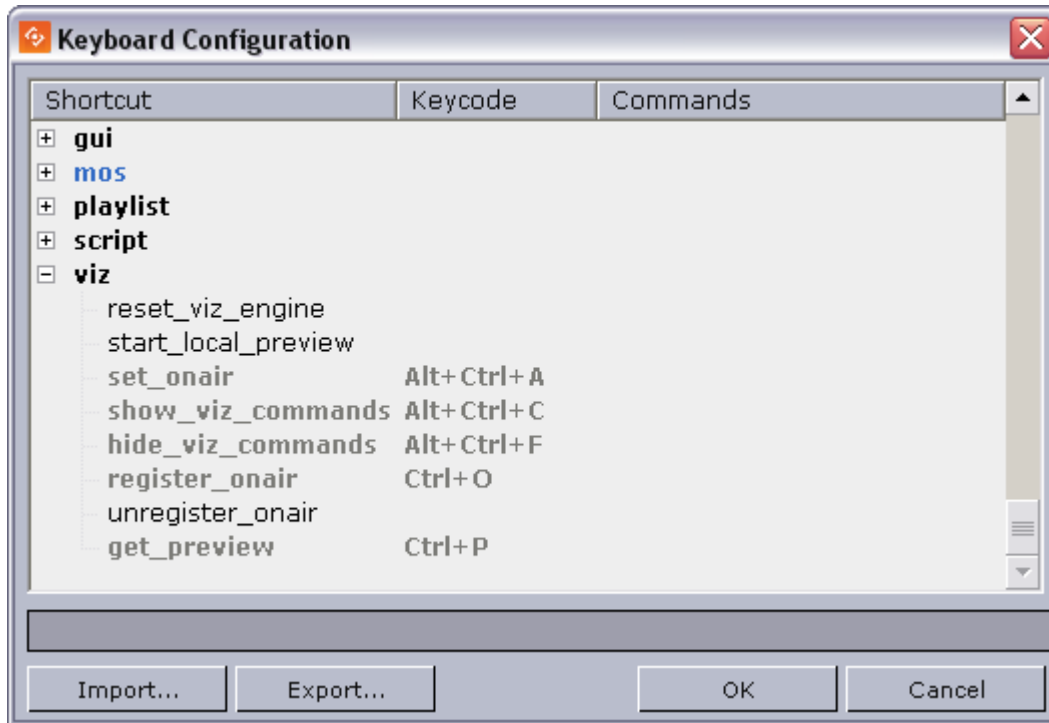 Keyboard Configuration
Shortcut Keycode Commands
gui
mos
playlist
script
viz
reset_viz_engine
start_local_preview
set_onair Alt+Ctrl+A
show_viz_commands Alt+Ctrl+C
hide_viz_commands Alt+Ctrl+F
register_onair Ctrl+O
unregister_onair
get_preview Ctrl+P
Import... Export... OK Cancel